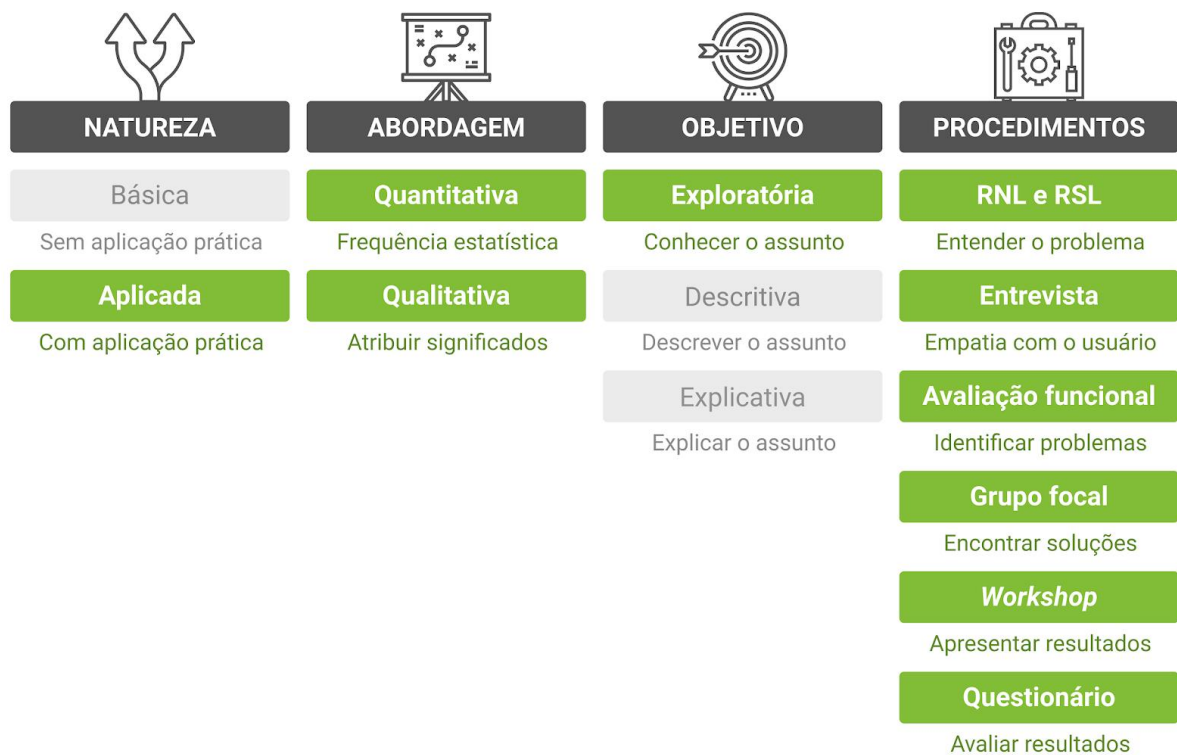 NATUREZA
Básica
Sem aplicação prática
Aplicada
Com aplicação prática
ABORDAGEM
Quantitativa
Frequência estatística
Qualitativa
Atribuir significados
OBJETIVO
Exploratória
Conhecer o assunto
Descritiva
Descrever o assunto
Explicativa
Explicar o assunto
PROCEDIMENTOS
RNL e RSL
Entender o problema
Entrevista
Empatia com o usuário
Avaliação funcional
Identificar problemas
Grupo focal
Encontrar soluções
Workshop
Apresentar resultados
Questionário
Avaliar resultados